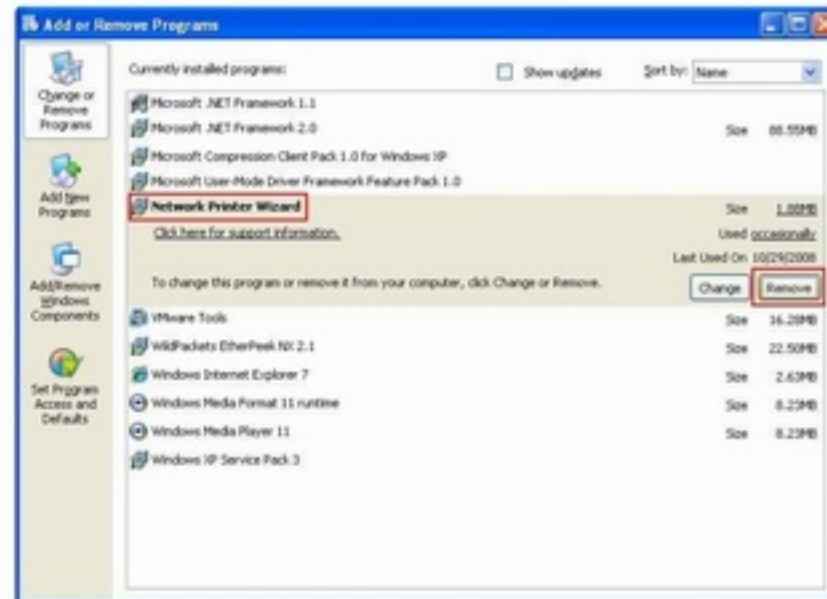 Add or Remove Programs
Change or
Remove
Programs
Add New
Programs
Add/Remove
Windows
Components
Set Program
Access and
Defaults
Currently installed programs:
Show updates
Sort by: Name
Microsoft .NET Framework 1.1
Microsoft .NET Framework 2.0 Size 88.55MB
Microsoft Compression Client Pack 1.0 for Windows XP
Microsoft User-Mode Driver Framework Feature Pack 1.0
Network Printer Wizard Size 1.88MB
Click here for support information. Used occasionally
Last Used On 10/29/2008
To change this program or remove it from your computer, click Change or Remove.
Change
Remove
VMware Tools Size 16.28MB
WildPackets EtherPeek NX 2.1 Size 22.50MB
Windows Internet Explorer 7 Size 2.63MB
Windows Media Format 11 runtime Size 8.23MB
Windows Media Player 11 Size 8.23MB
Windows XP Service Pack 3